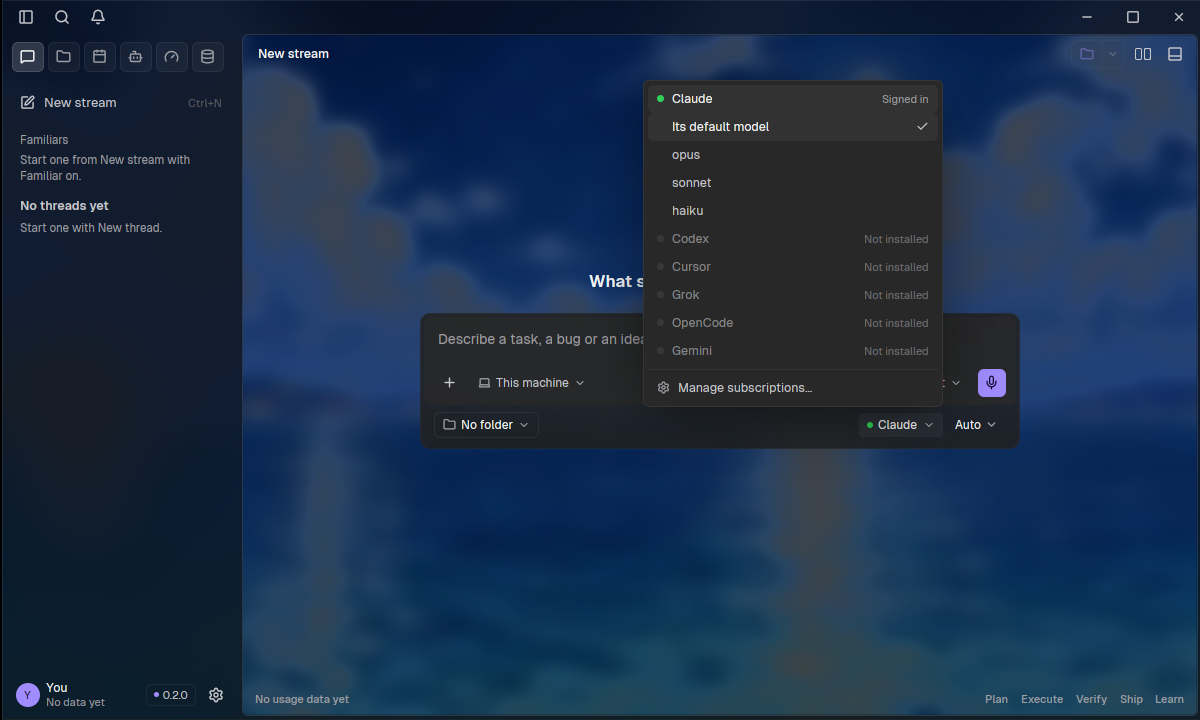 New stream
New stream Ctrl+N
Familiars
Start one from New stream with
Familiar on.
No threads yet
Start one with New thread.
Claude Signed in
Its default model
opus
sonnet
haiku
Codex Not installed
Cursor Not installed
Grok Not installed
OpenCode Not installed
Gemini Not installed
Manage subscriptions...
What
Describe a task, a bug or an idea
This machine
No folder
Claude
Auto
Y
You
No data yet
0.2.0
No usage data yet
Plan Execute Verify Ship Learn